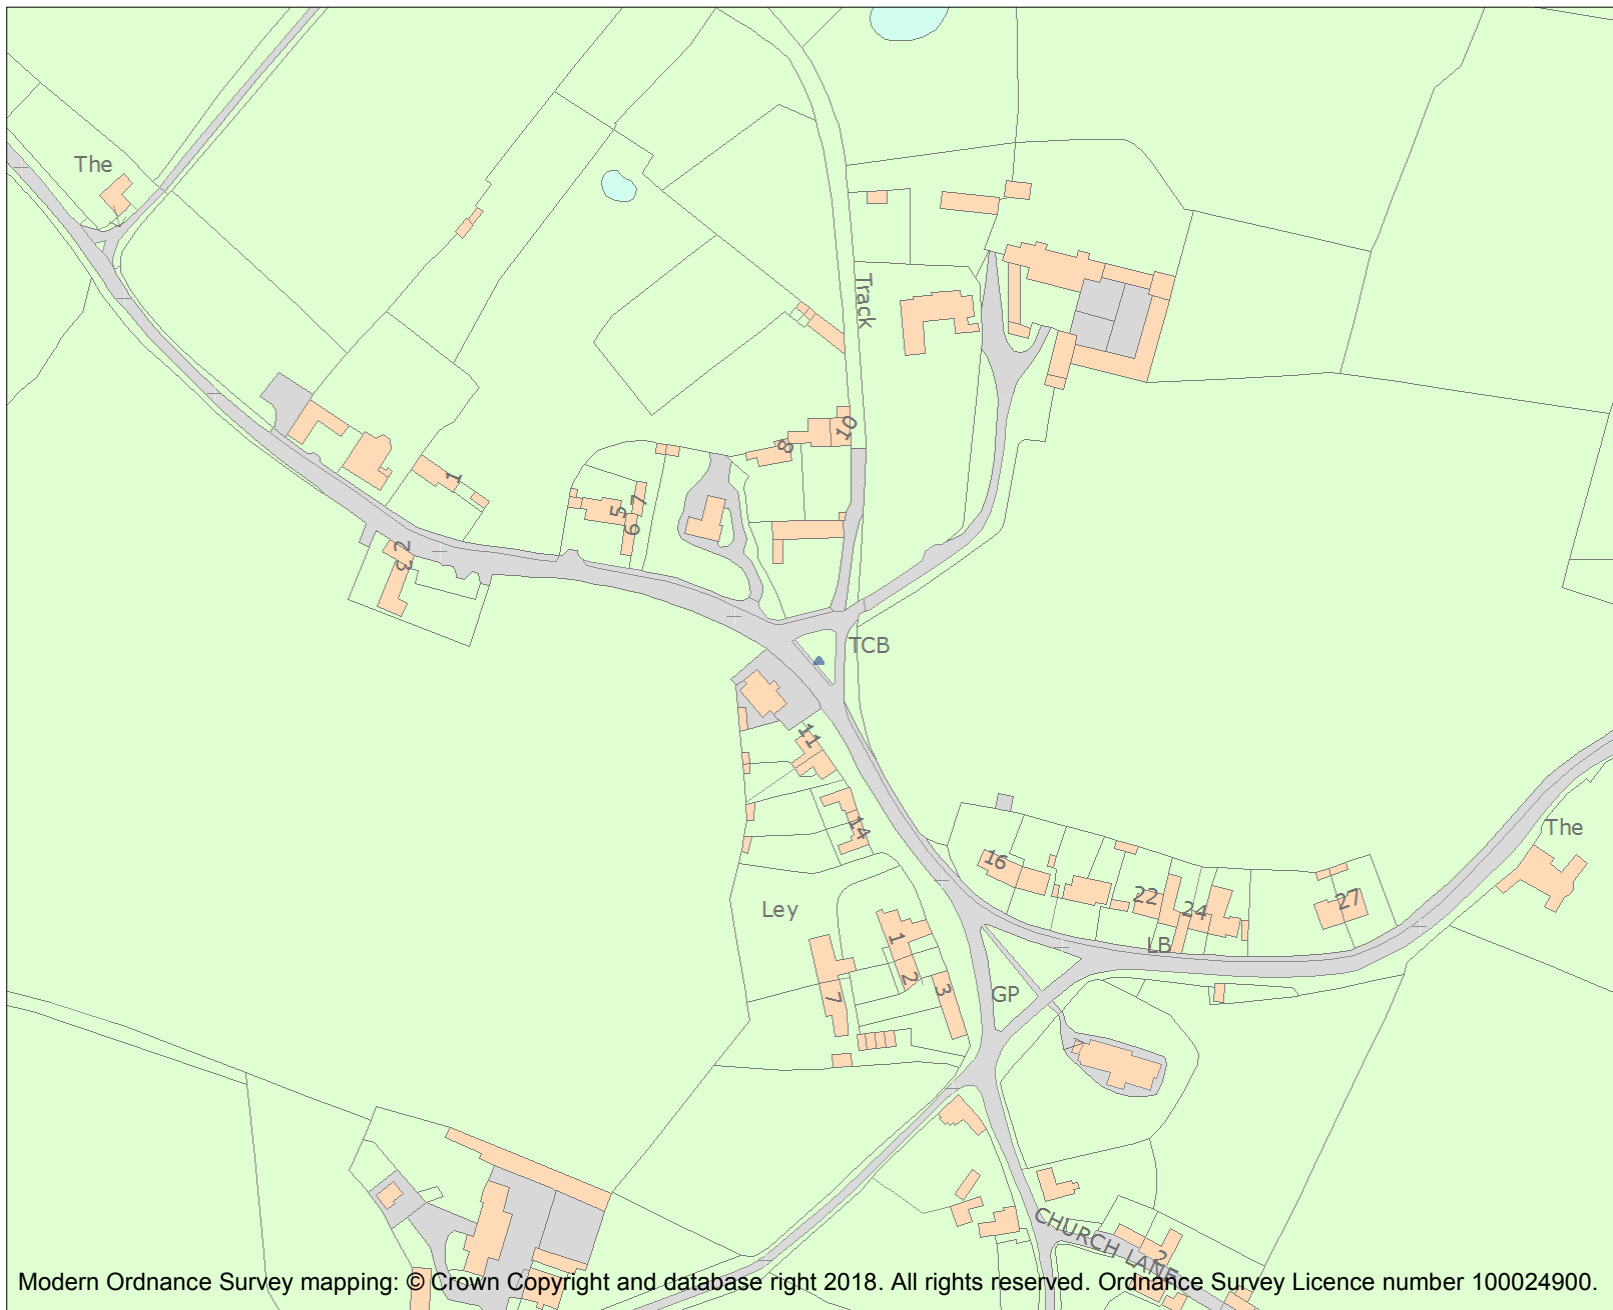 The
Track
10
8
1
7
5
6
2
3
TCB
11
14
The
16
22
24
27
Ley
LB
1
2
3
7
GP
CHURCH LANE
2
Modern Ordnance Survey mapping: © Crown Copyright and database right 2018. All rights reserved. Ordnance Survey Licence number 100024900.